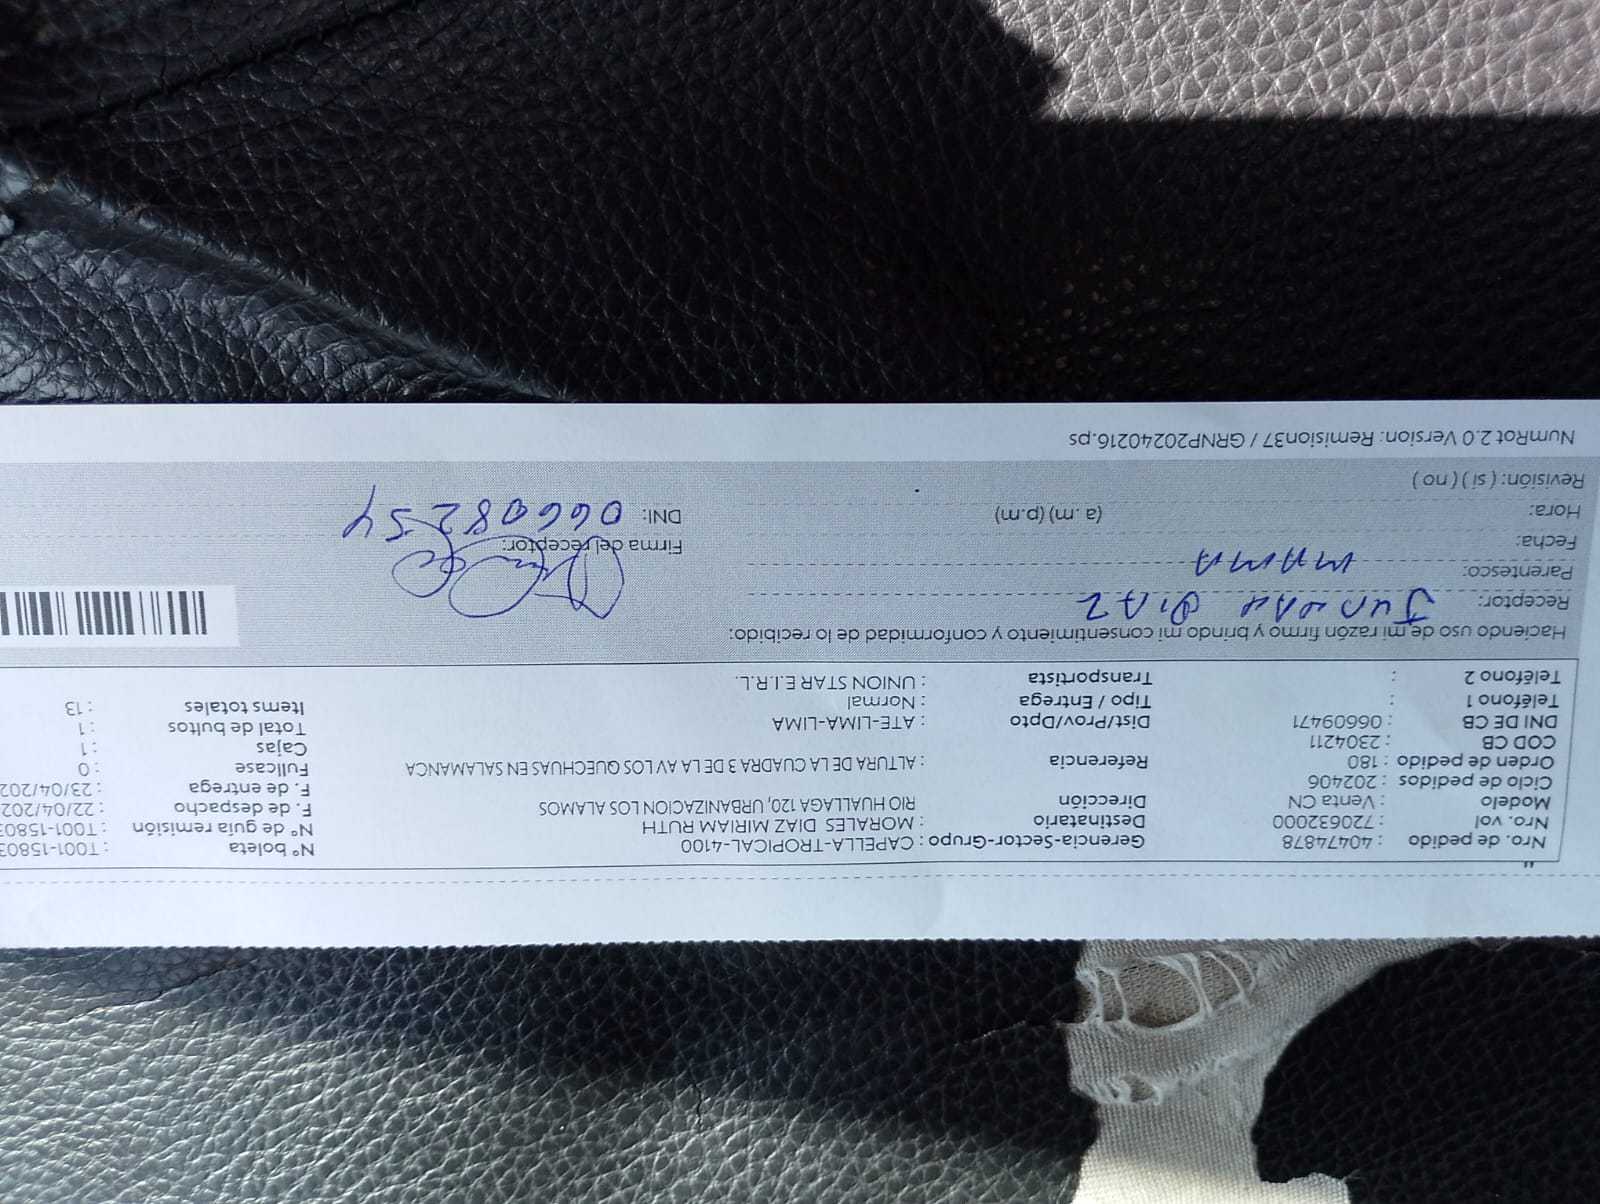 Nro. de pedido : 40474878 Gerencia-Sector-Grupo : CAPELLA-TROPICAL-4100 N° boleta : T001-15803
Nro. vol : 720632000 Destinatario : MORALES DIAZ MIRIAM RUTH N° de guia remisión : T001-15803
Modelo : Venta CN Dirección RIO HUALLAGA 120, URBANIZACION LOS ALAMOS F. de despacho : 22/04/202
Ciclo de pedidos : 202406 F. de entrega : 23/04/202
Orden de pedido : 180 Referencia : ALTURA DE LA CUADRA 3 DE LA AV LOS QUECHUAS EN SALAMANCA Fullcase : 0
COD CB : 2304211 Cajas : 1
DNI DE CB : 06609471 Dist/Prov/Dpto : ATE-LIMA-LIMA Total de bultos : 1
Teléfono 1 : Tipo / Entrega : Normal Items totales : 13
Teléfono 2 : Transportista : UNION STAR E.I.R.L.
Haciendo uso de mi razón firmo y brindo mi consentimiento y conformidad de lo recibido:
Receptor: DIAZ
Parentesco: MAMA
Fecha: Firma del receptor:
Hora: (a.m) (p.m) DNI: 06608254
Revisión: ( si ) ( no )
NumRot 2.0 Version: Remision37 / GRNP20240216.ps